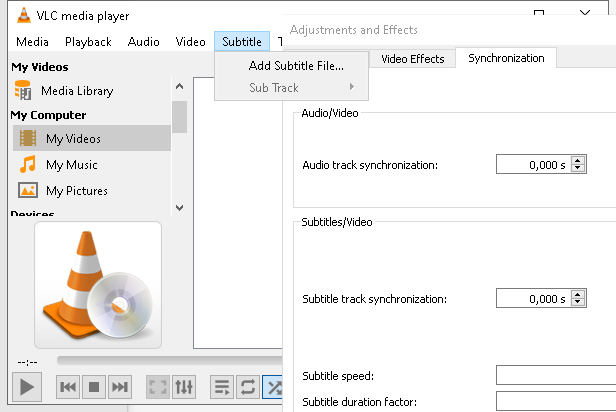 VLC media player
Media Playback Audio Video Subtitle T
Adjustments and Effects
Add Subtitle File...
Sub Track
Video Effects Synchronization
My Videos
Media Library
My Computer
My Videos
My Music
My Pictures
Devices
Audio/Video
Audio track synchronization: 0,000 s
Subtitles/Video
Subtitle track synchronization: 0,000 s
Subtitle speed:
Subtitle duration factor:
--:--